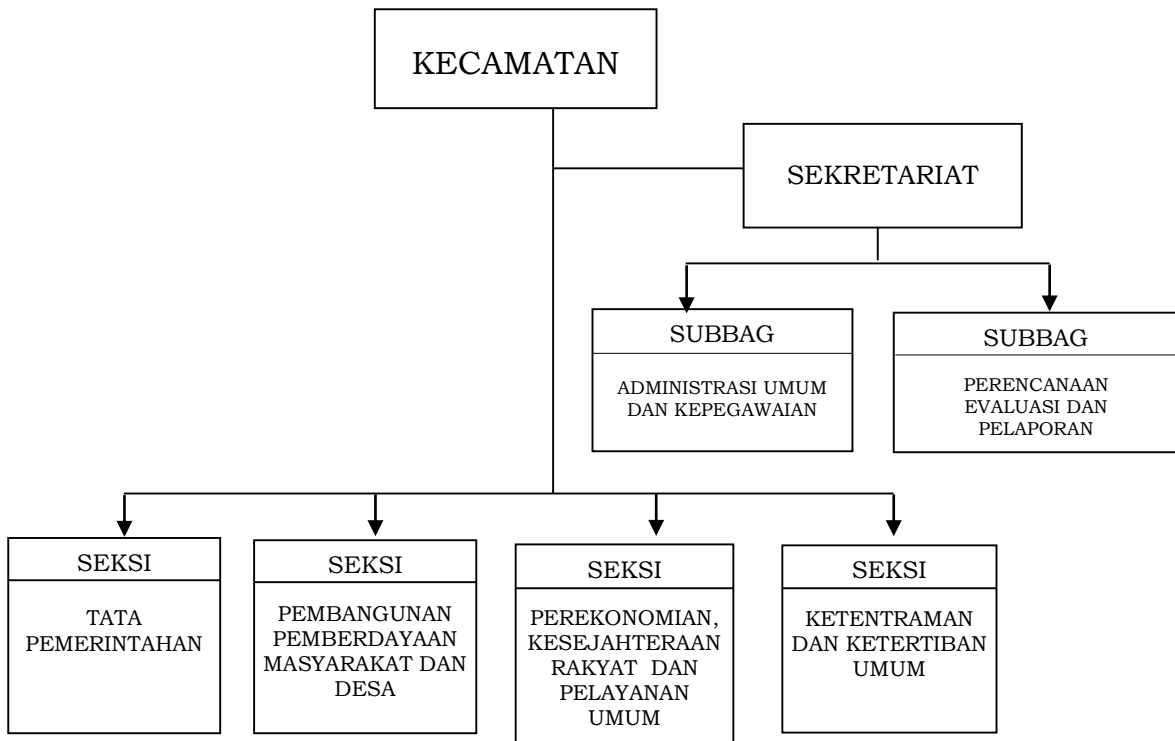 KECAMATAN
SEKRETARIAT
SUBBAG
ADMINISTRASI UMUM
DAN KEPEGAWAIAN
SUBBAG
PERENCANAAN
EVALUASI DAN
PELAPORAN
SEKSI
TATA
PEMERINTAHAN
SEKSI
PEMBANGUNAN
PEMBERDAYAAN
MASYARAKAT DAN
DESA
SEKSI
PEREKONOMIAN,
KESEJAHTERAAN
RAKYAT DAN
PELAYANAN
UMUM
SEKSI
KETENTRAMAN
DAN KETERTIBAN
UMUM